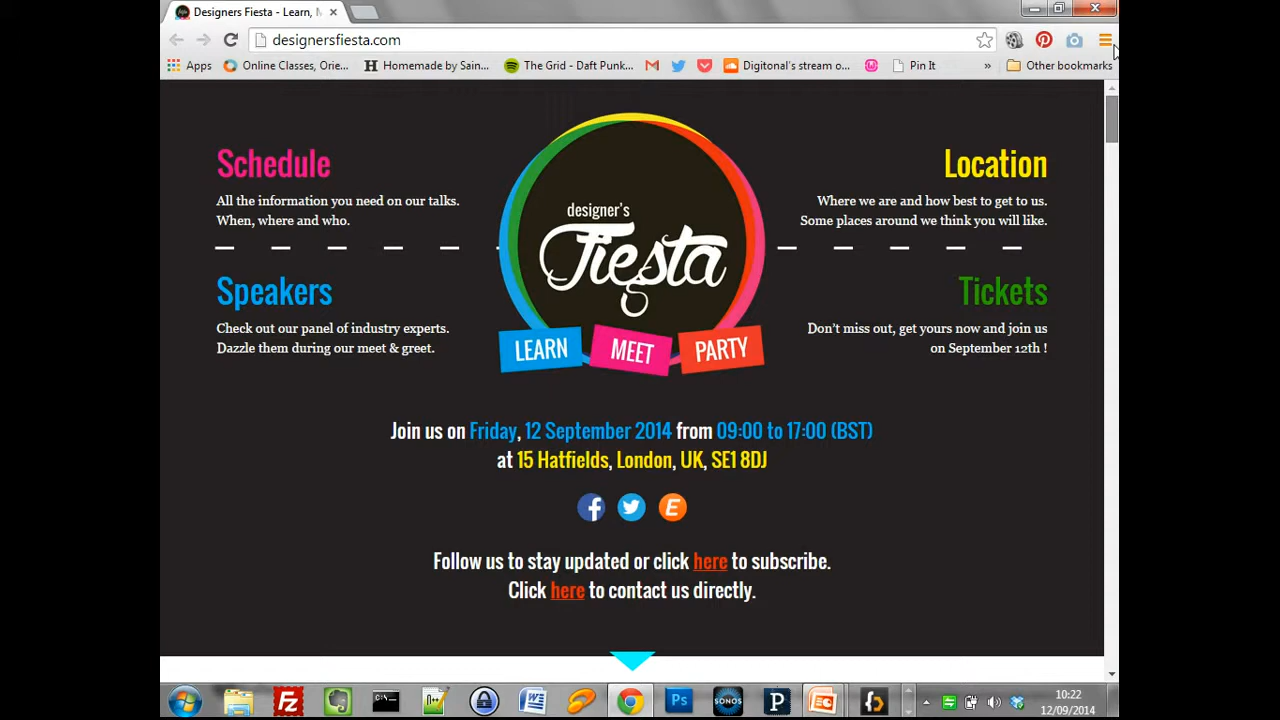 Designers Fiesta - Learn, M
designersfiesta.com
Apps
Online Classes, Orie...
H Homemade by Sain...
The Grid - Daft Punk...
Digitonal's stream o...
Pin It
»
Other bookmarks
Schedule
All the information you need on our talks.
When, where and who.
Speakers
Check out our panel of industry experts.
Dazzle them during our meet & greet.
designer's
Fiesta
LEARN
MEET
PARTY
Location
Where we are and how best to get to us.
Some places around we think you will like.
Tickets
Don't miss out, get yours now and join us
on September 12th !
Join us on Friday, 12 September 2014 from 09:00 to 17:00 (BST)
at 15 Hatfields, London, UK, SE1 8DJ
Follow us to stay updated or click here to subscribe.
Click here to contact us directly.
Fz
W
Ps
SONOS
P
10:22
12/09/2014